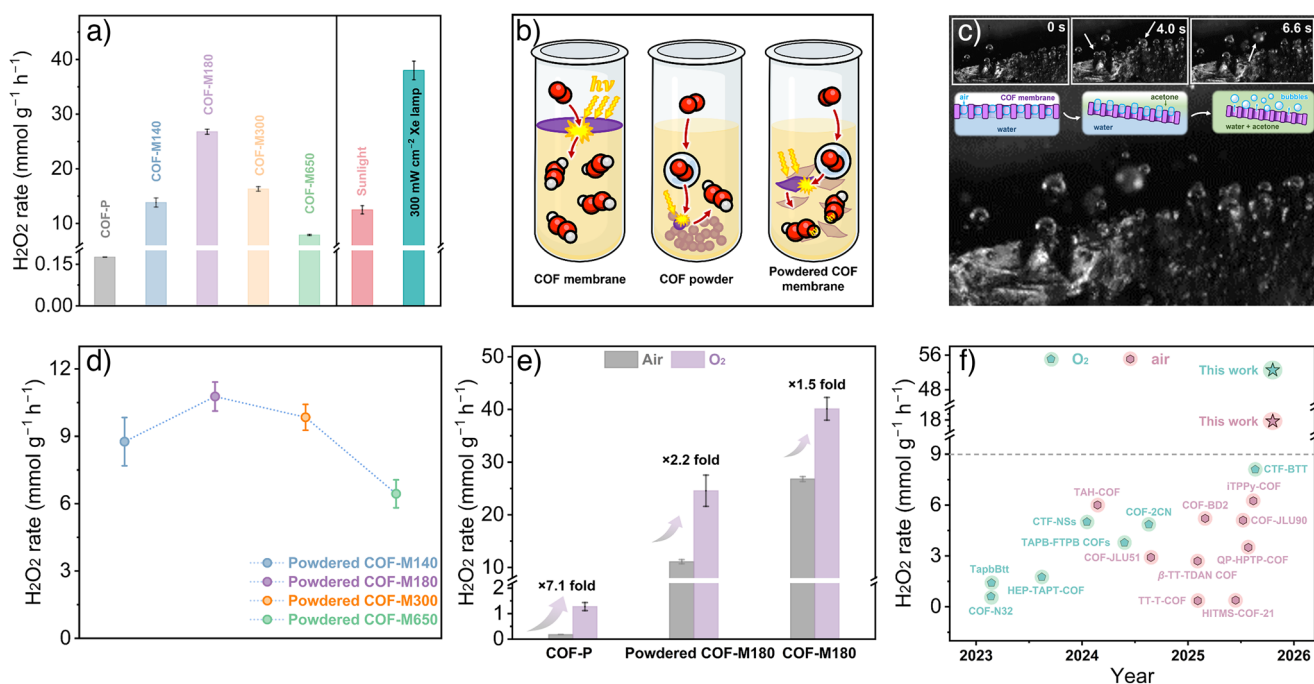 a)
H₂O₂ rate (mmol g⁻¹ h⁻¹)
40
30
20
10
0.15
0.00
COF-P
COF-M140
COF-M180
COF-M300
COF-M650
Sunlight
300 mW cm⁻² Xe lamp
b)
hν
COF membrane
COF powder
Powdered COF
membrane
c)
0 s
4.0 s
6.6 s
air
COF membrane
water
acetone
water
bubbles
water + acetone
d)
H₂O₂ rate (mmol g⁻¹ h⁻¹)
12
9
6
3
0
Powdered COF-M140
Powdered COF-M180
Powdered COF-M300
Powdered COF-M650
e)
Air
O₂
H₂O₂ rate (mmol g⁻¹ h⁻¹)
50
40
30
20
10
2
1
0
×7.1 fold
×2.2 fold
×1.5 fold
COF-P
Powdered COF-M180
COF-M180
f)
O₂
air
H₂O₂ rate (mmol g⁻¹ h⁻¹)
56
48
18
9
6
3
0
This work
This work
CTF-BTT
iTPPy-COF
TAH-COF
COF-BD2
COF-2CN
CTF-NSs
COF-JLU90
TAPB-FTPB COFs
COF-JLU51
QP-HPTP-COF
TapbBtt
β-TT-TDAN COF
HEP-TAPT-COF
COF-N32
TT-T-COF
HITMS-COF-21
2023
2024
2025
2026
Year